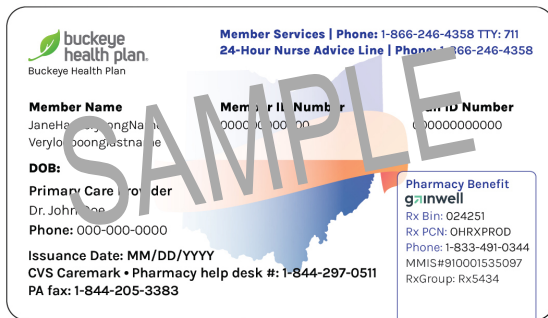 buckeye
health plan.
Buckeye Health Plan
Member Services | Phone: 1-866-246-4358 TTY: 711
24-Hour Nurse Advice Line | Phone: 1-866-246-4358
SAMPLE
Member Name
Member ID Number
ID Number
DOB:
Primary Care Provider
Dr. John Doe
Phone: 000-000-0000
Issuance Date: MM/DD/YYYY
CVS Caremark • Pharmacy help desk #: 1-844-297-0511
PA fax: 1-844-205-3383
Pharmacy Benefit
gainwell
Rx Bin: 024251
Rx PCN: OHRXPROD
Phone: 1-833-491-0344
MMIS#910001535097
RxGroup: Rx5434